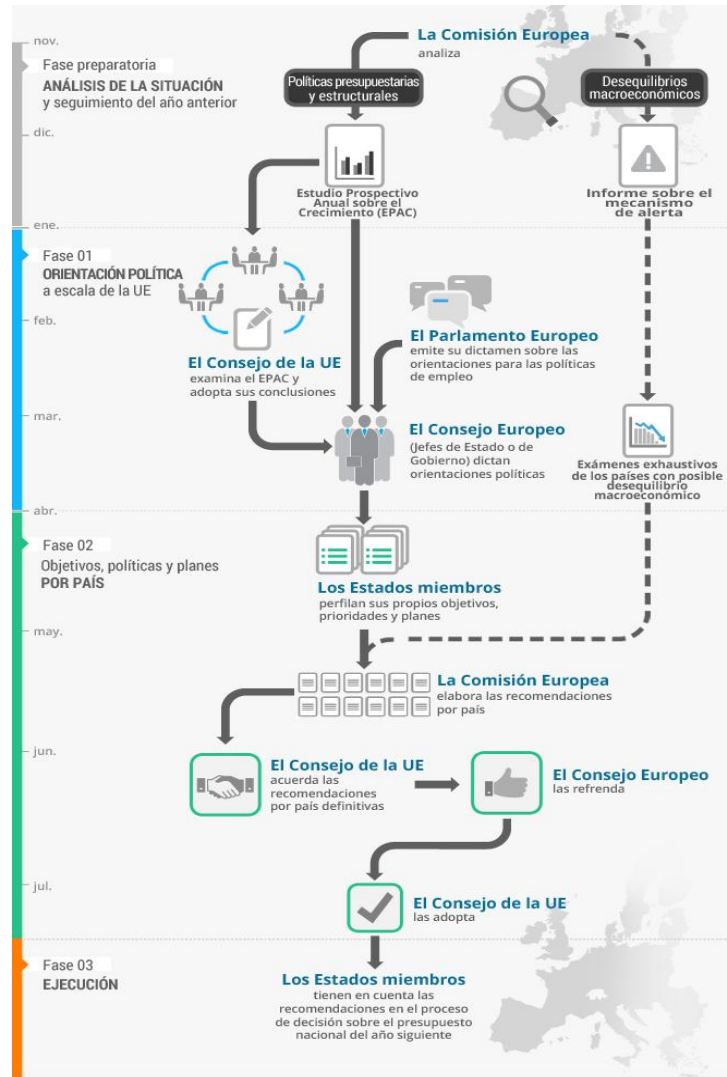 nov.
Fase preparatoria
ANÁLISIS DE LA SITUACIÓN
y seguimiento del año anterior
La Comisión Europea
analiza
Políticas presupuestarias
y estructurales
Desequilibrios
macroeconómicos
dic.
Estudio Prospectivo
Anual sobre el
Crecimiento (EPAC)
Informe sobre el
mecanismo
de alerta
ene.
Fase 01
ORIENTACIÓN POLÍTICA
a escala de la UE
feb.
El Parlamento Europeo
emite su dictamen sobre las
orientaciones para las políticas
de empleo
El Consejo de la UE
examina el EPAC y
adopta sus conclusiones
mar.
El Consejo Europeo
(Jefes de Estado o de
Gobierno) dictan
orientaciones políticas
Exámenes exhaustivos
de los países con posible
desequilibrio
macroeconómico
abr.
Fase 02
Objetivos, políticas y planes
POR PAÍS
Los Estados miembros
perfilan sus propios objetivos,
prioridades y planes
may.
La Comisión Europea
elabora las recomendaciones
por país
jun.
El Consejo de la UE
acuerda las
recomendaciones
por país definitivas
El Consejo Europeo
las refrenda
jul.
El Consejo de la UE
las adopta
Fase 03
EJECUCIÓN
Los Estados miembros
tienen en cuenta las
recomendaciones en el proceso
de decisión sobre el presupuesto
nacional del año siguiente